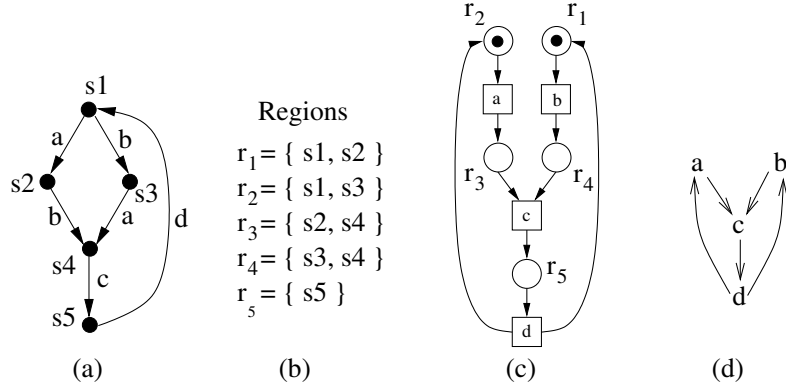 s1
a
b
s2
s3
b
a
d
s4
c
s5
(a)
Regions
r1 = { s1, s2 }
r2 = { s1, s3 }
r3 = { s2, s4 }
r4 = { s3, s4 }
r5 = { s5 }
(b)
r2
r1
a
b
r3
r4
c
r5
d
(c)
a
b
c
d
(d)